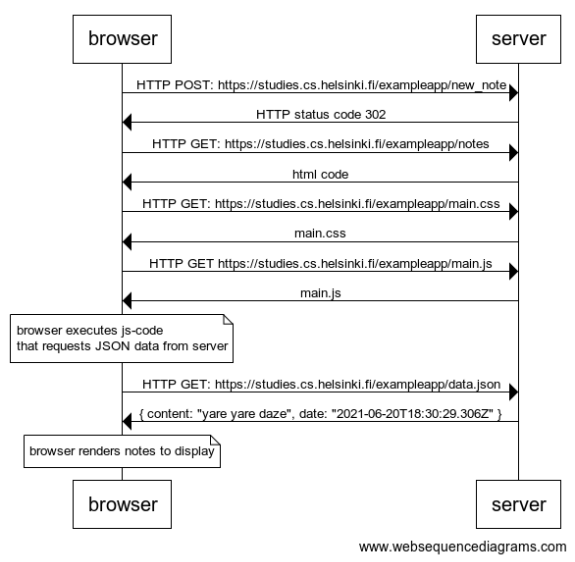 browser
server
HTTP POST: https://studies.cs.helsinki.fi/exampleapp/new_note
HTTP status code 302
HTTP GET: https://studies.cs.helsinki.fi/exampleapp/notes
html code
HTTP GET: https://studies.cs.helsinki.fi/exampleapp/main.css
main.css
HTTP GET https://studies.cs.helsinki.fi/exampleapp/main.js
main.js
browser executes js-code
that requests JSON data from server
HTTP GET: https://studies.cs.helsinki.fi/exampleapp/data.json
{ content: "yare yare daze", date: "2021-06-20T18:30:29.306Z" }
browser renders notes to display
browser
server
www.websequencediagrams.com